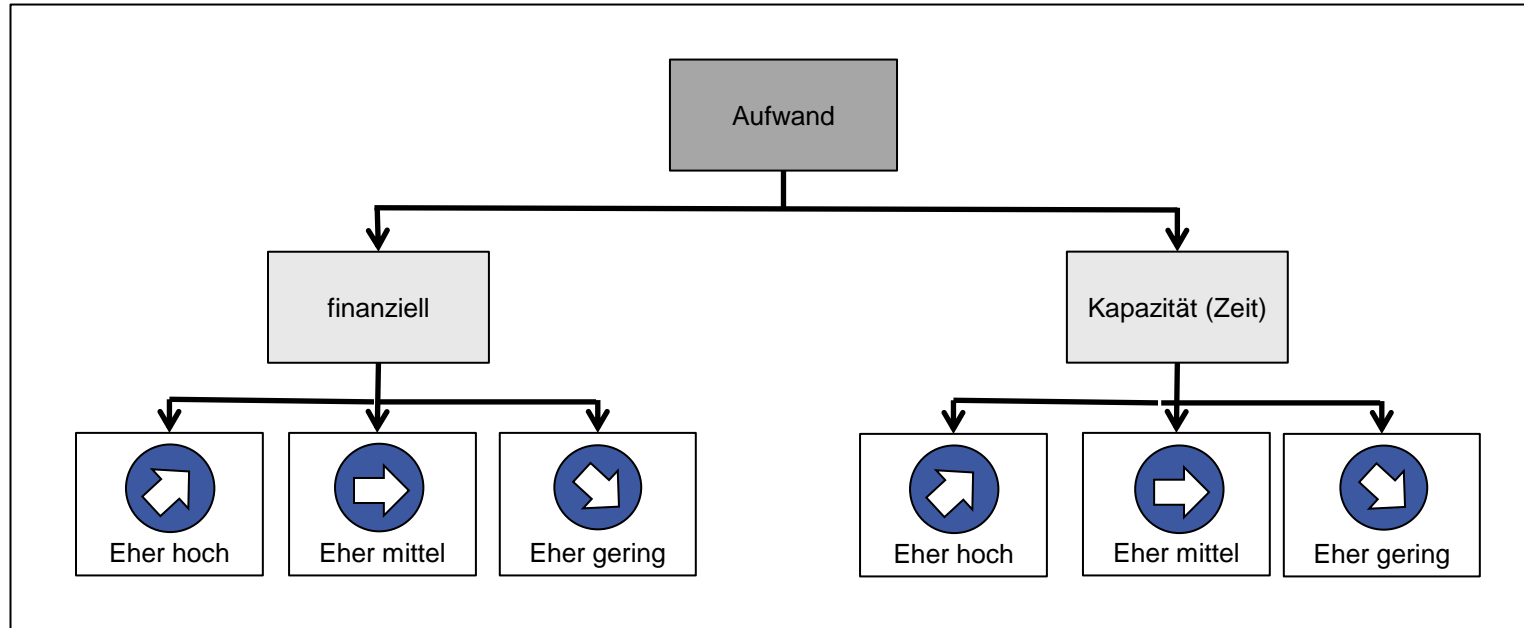 Aufwand
finanziell
Kapazität (Zeit)
Eher hoch
Eher mittel
Eher gering
Eher hoch
Eher mittel
Eher gering